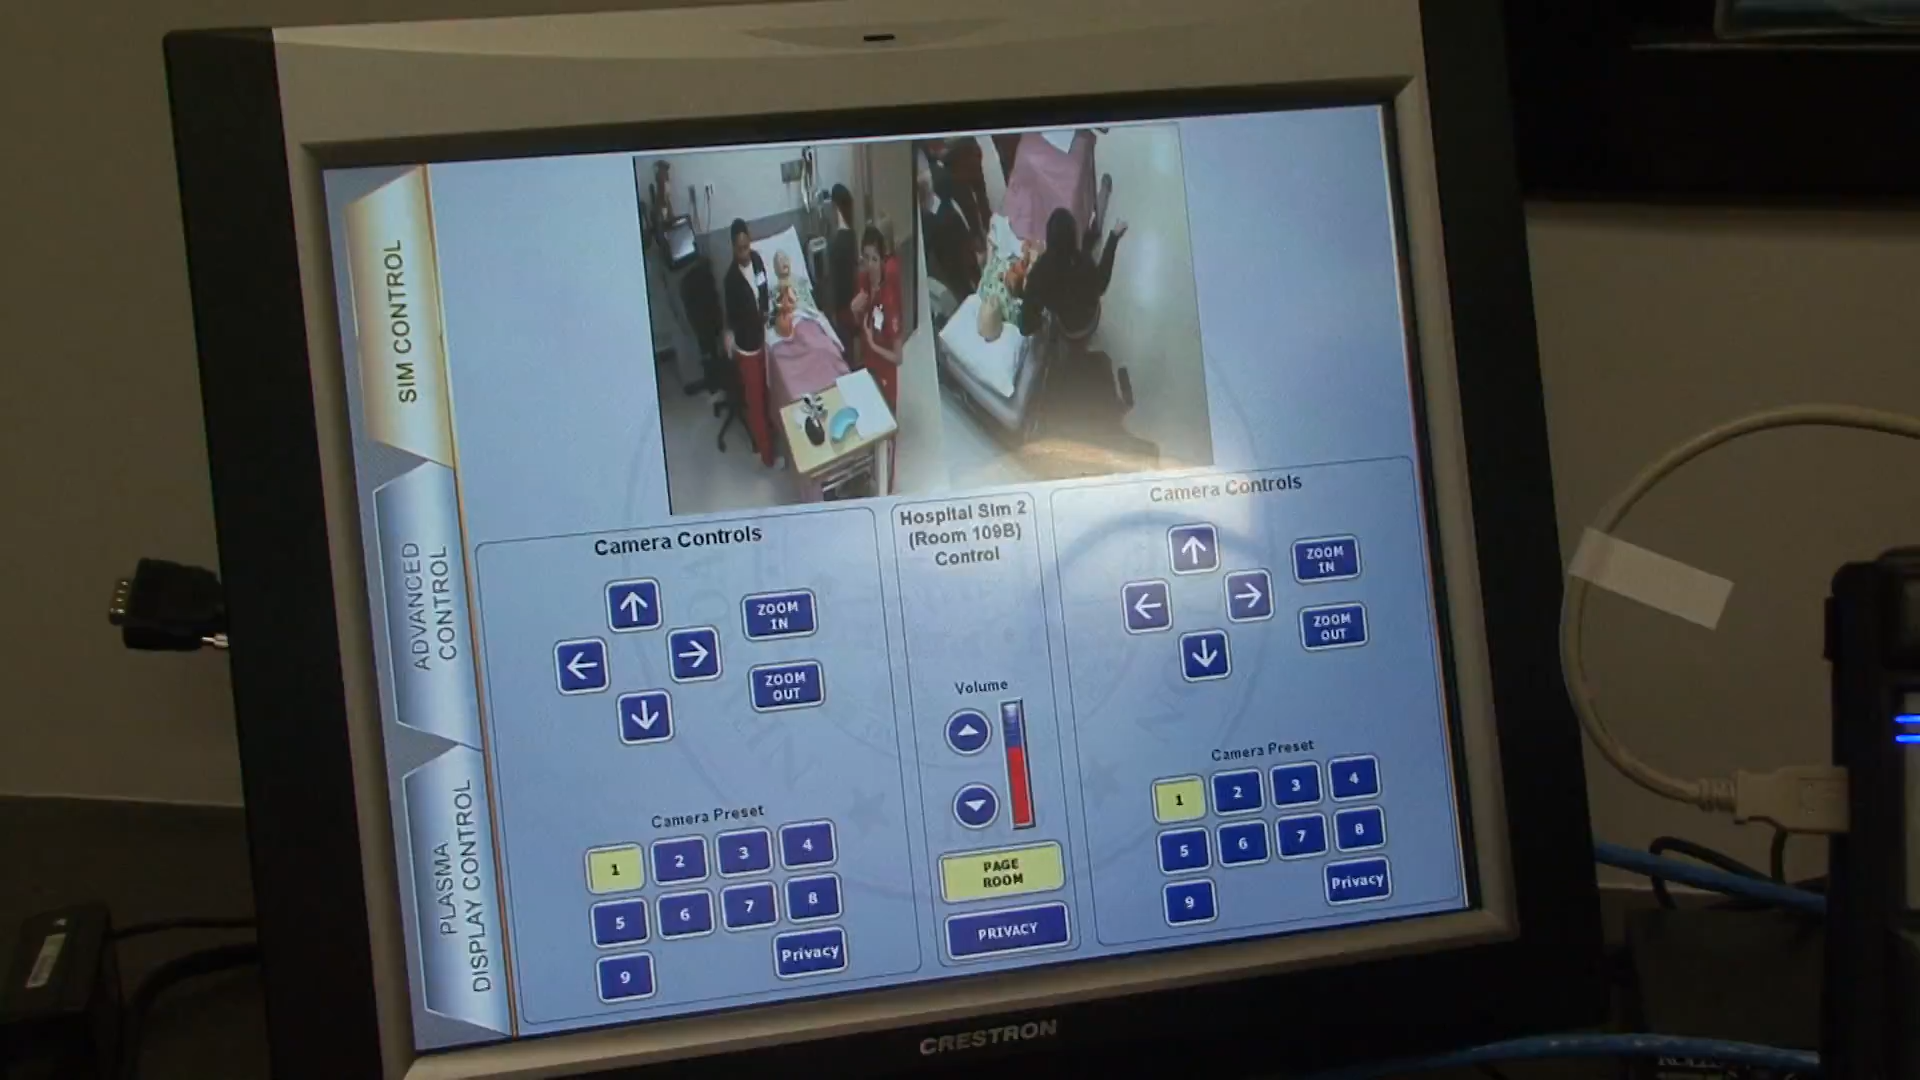 SIM CONTROL
ADVANCED
CONTROL
PLASMA
DISPLAY CONTROL
Camera Controls
ZOOM
IN
ZOOM
OUT
Camera Preset
1 2 3 4
5 6 7 8
9 Privacy
Hospital Sim 2
(Room 109B)
Control
Volume
PAGE
ROOM
PRIVACY
Camera Controls
ZOOM
IN
ZOOM
OUT
Camera Preset
1 2 3 4
5 6 7 8
9 Privacy
CRESTRON